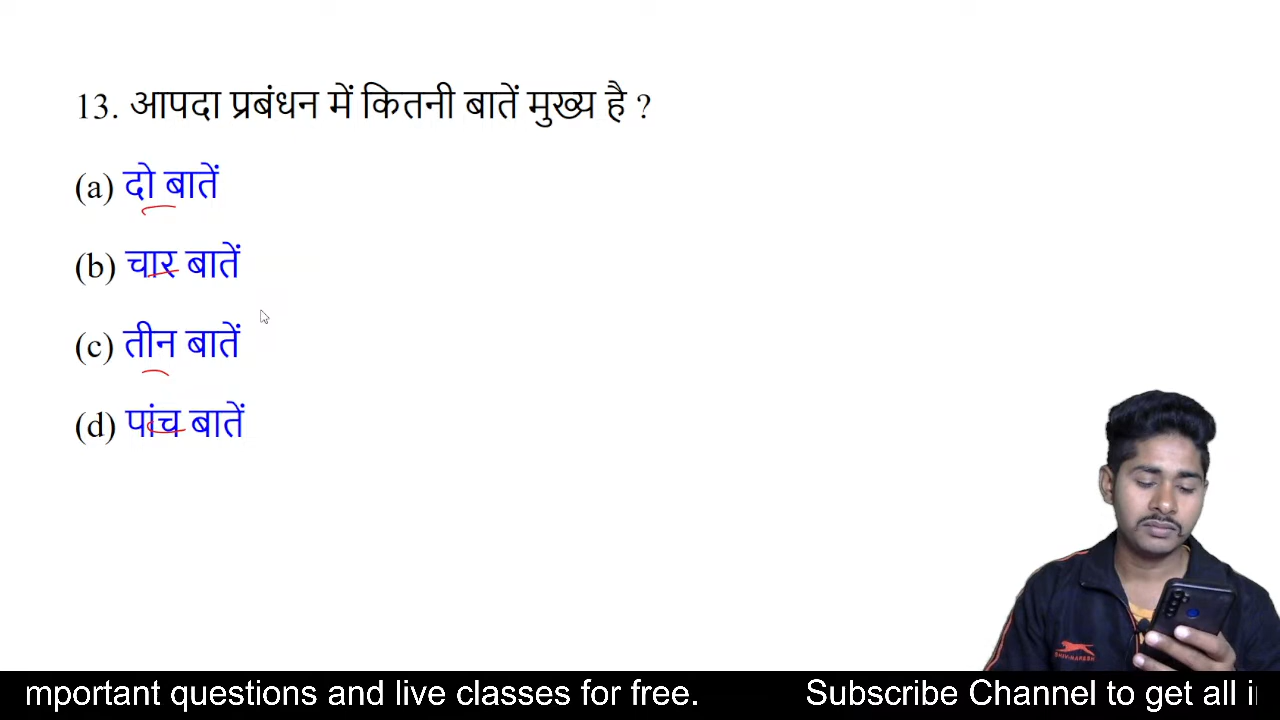 13. आपदा प्रबंधन में कितनी बातें मुख्य है ?
(a) दो बातें
(b) चार बातें
(c) तीन बातें
(d) पांच बातें
mportant questions and live classes for free. Subscribe Channel to get all i